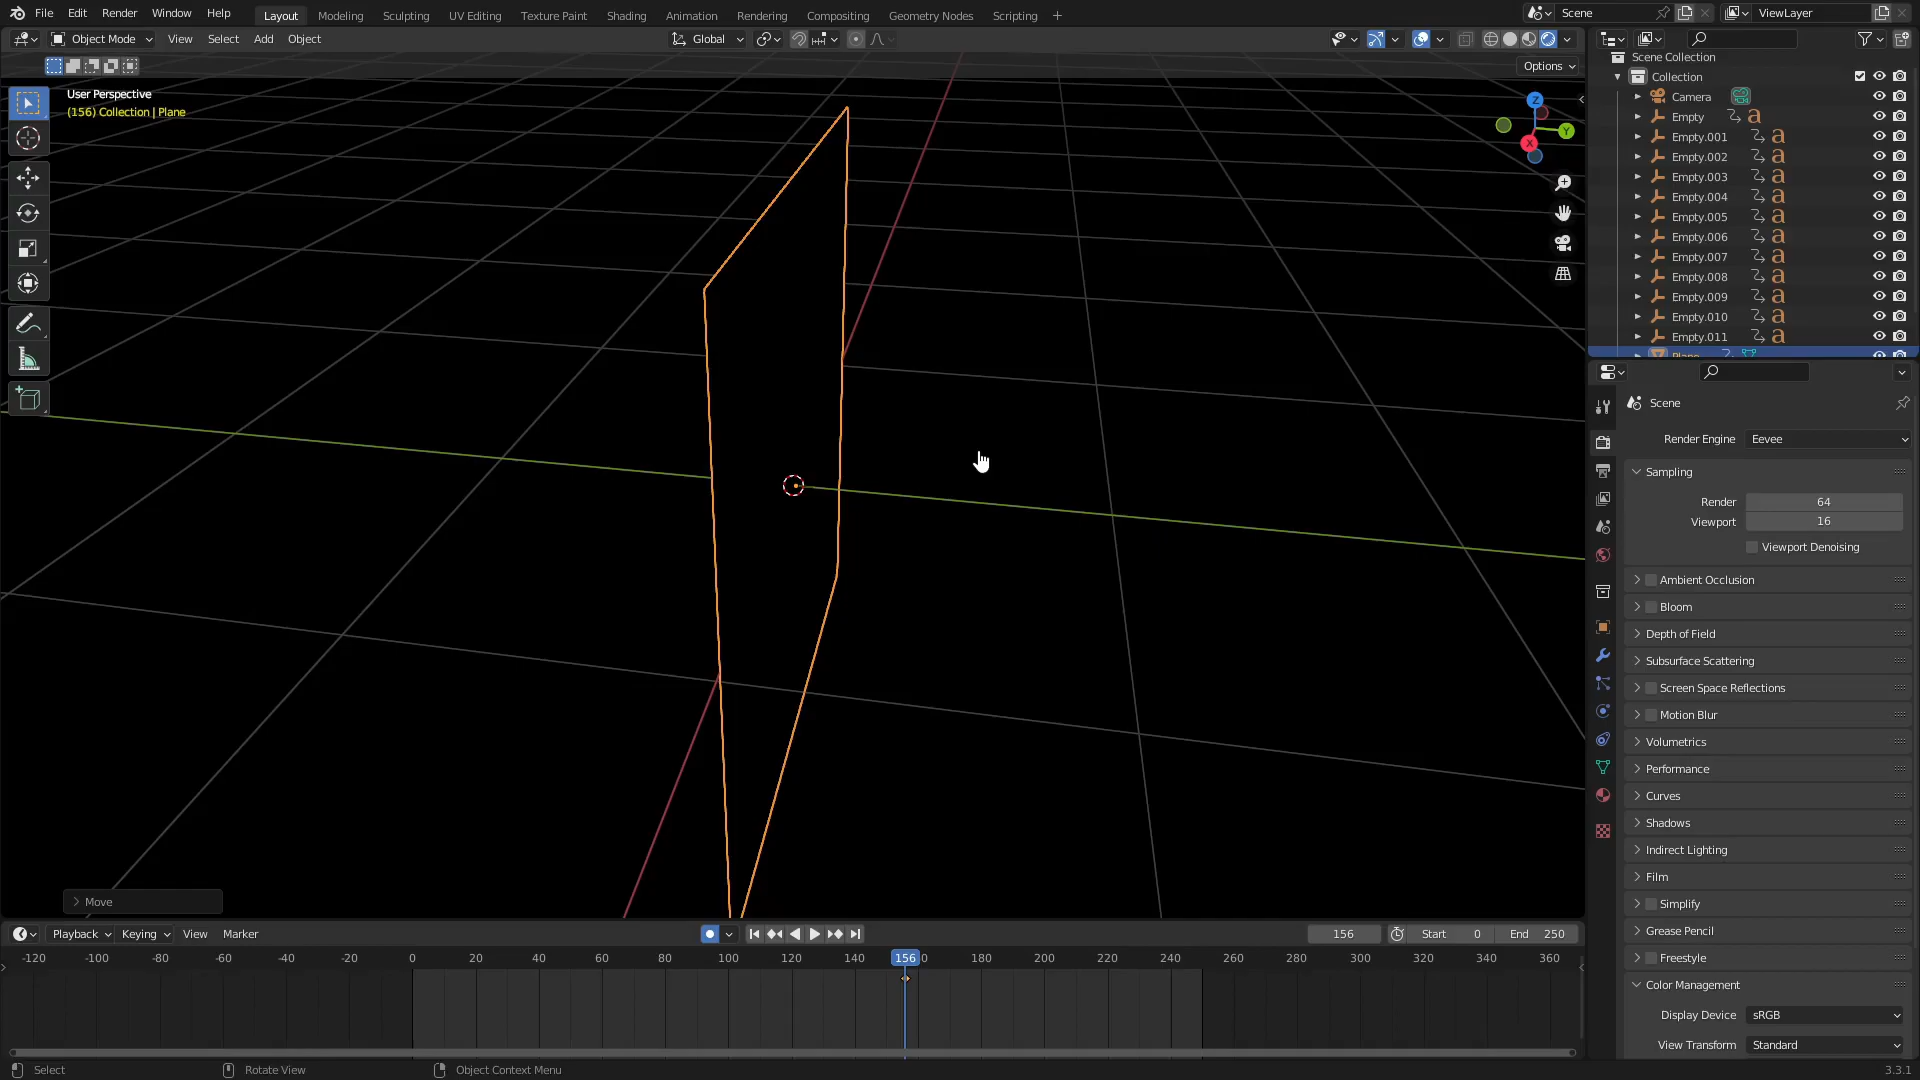 File Edit Render Window Help Layout Modeling Sculpting UV Editing Texture Paint Shading Animation Rendering Compositing Geometry Nodes Scripting + Scene ViewLayer
Object Mode View Select Add Object Global
Options
User Perspective
(156) Collection | Plane
Z
Y
X
Scene Collection
Collection
Camera
Empty
Empty.001
Empty.002
Empty.003
Empty.004
Empty.005
Empty.006
Empty.007
Empty.008
Empty.009
Empty.010
Empty.011
Plane
Scene
Render Engine Eevee
Sampling
Render 64
Viewport 16
Viewport Denoising
Ambient Occlusion
Bloom
Depth of Field
Subsurface Scattering
Screen Space Reflections
Motion Blur
Volumetrics
Performance
Curves
Shadows
Indirect Lighting
Film
Simplify
Grease Pencil
Freestyle
Color Management
Display Device sRGB
View Transform Standard
Move
Playback Keying View Marker 156 Start 0 End 250
-120 -100 -80 -60 -40 -20 0 20 40 60 80 100 120 140 156 0 180 200 220 240 260 280 300 320 340 360
Select Rotate View Object Context Menu 3.3.1